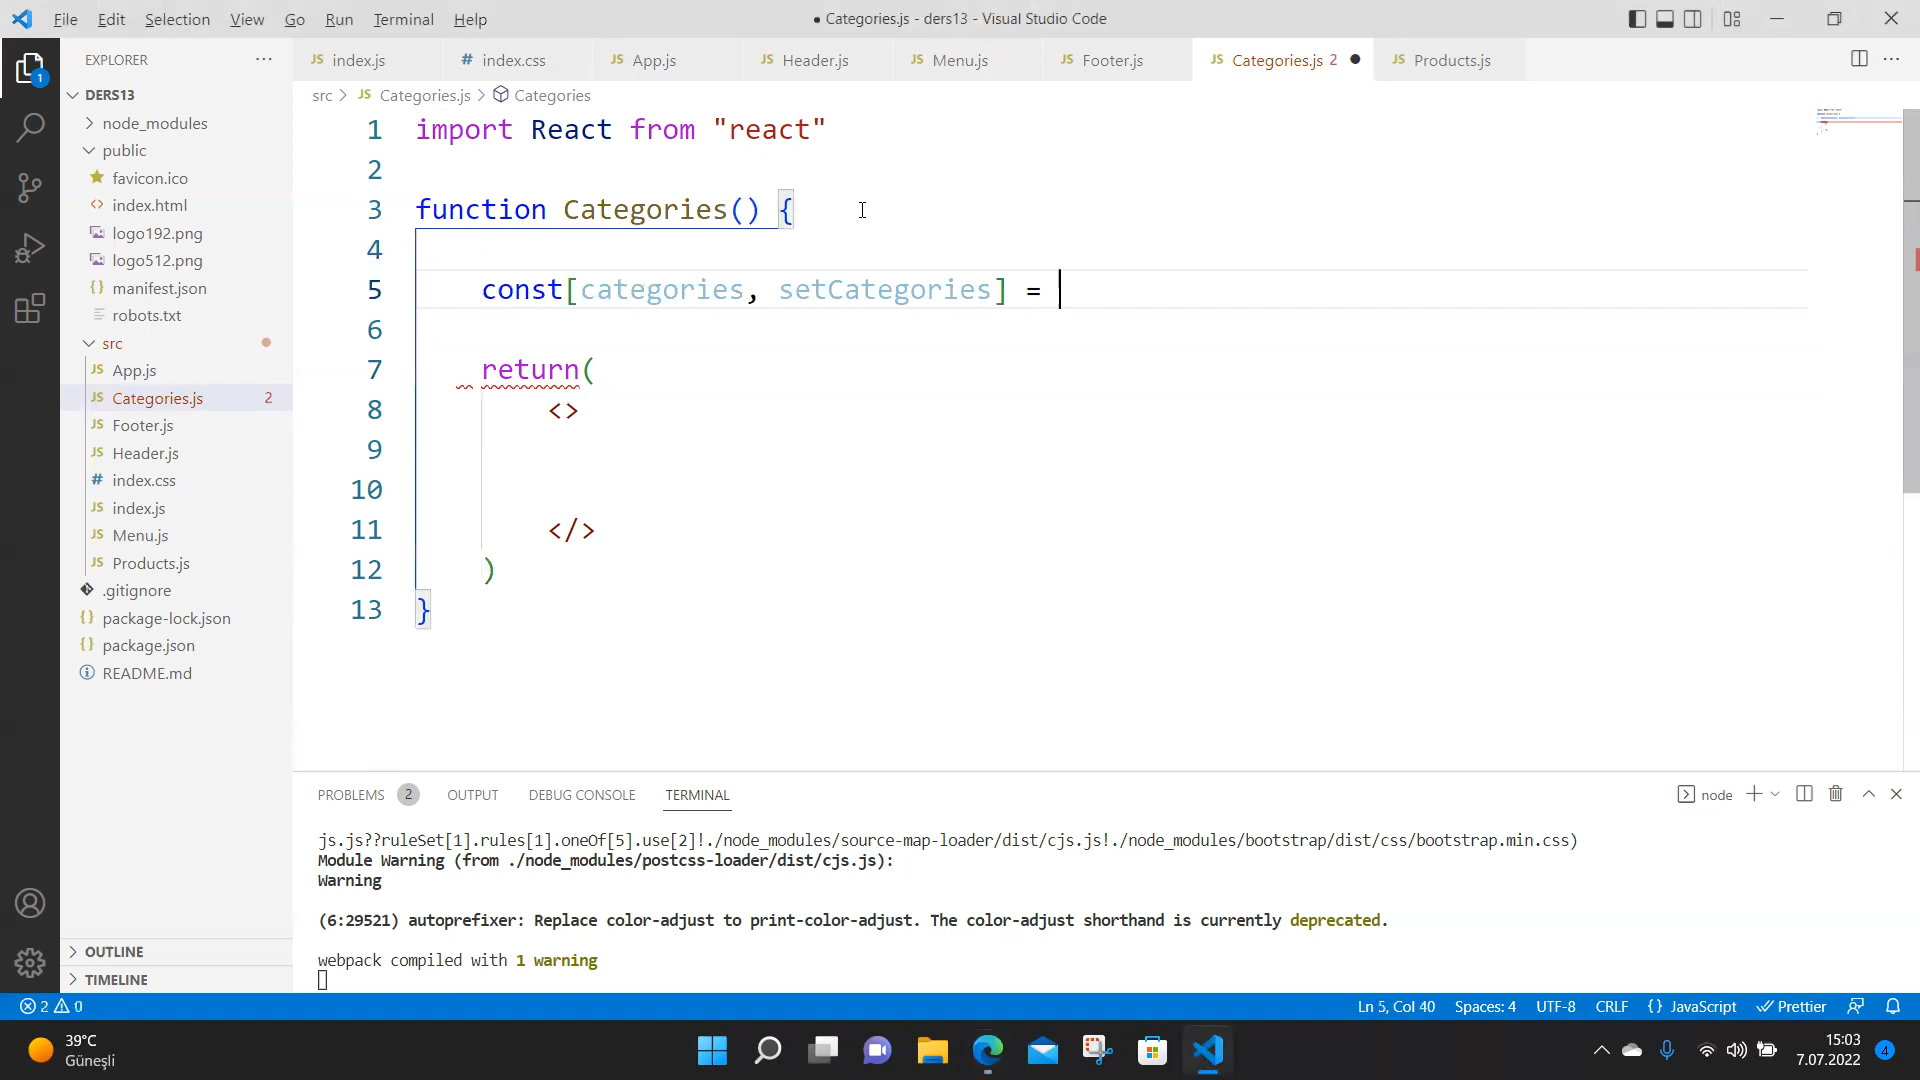 File Edit Selection View Go Run Terminal Help
● Categories.js - ders13 - Visual Studio Code
EXPLORER
JS index.js
# index.css
JS App.js
JS Header.js
JS Menu.js
JS Footer.js
JS Categories.js 2 ●
JS Products.js
1
DERS13
node_modules
public
favicon.ico
<> index.html
logo192.png
logo512.png
{} manifest.json
robots.txt
src
JS App.js
JS Categories.js 2
JS Footer.js
JS Header.js
# index.css
JS index.js
JS Menu.js
JS Products.js
.gitignore
{} package-lock.json
{} package.json
README.md
OUTLINE
TIMELINE
src > JS Categories.js > Categories
1 import React from "react"
2
3 function Categories() {
4
5 const[categories, setCategories] =
6
7 return(
8 <>
9
10
11 </>
12 )
13 }
PROBLEMS 2 OUTPUT DEBUG CONSOLE TERMINAL
node
js.js??ruleSet[1].rules[1].oneOf[5].use[2]!./node_modules/source-map-loader/dist/cjs.js!./node_modules/bootstrap/dist/css/bootstrap.min.css)
Module Warning (from ./node_modules/postcss-loader/dist/cjs.js):
Warning
(6:29521) autoprefixer: Replace color-adjust to print-color-adjust. The color-adjust shorthand is currently deprecated.
webpack compiled with 1 warning
2 0
Ln 5, Col 40 Spaces: 4 UTF-8 CRLF {} JavaScript Prettier
39°C
Güneşli
15:03
7.07.2022
4